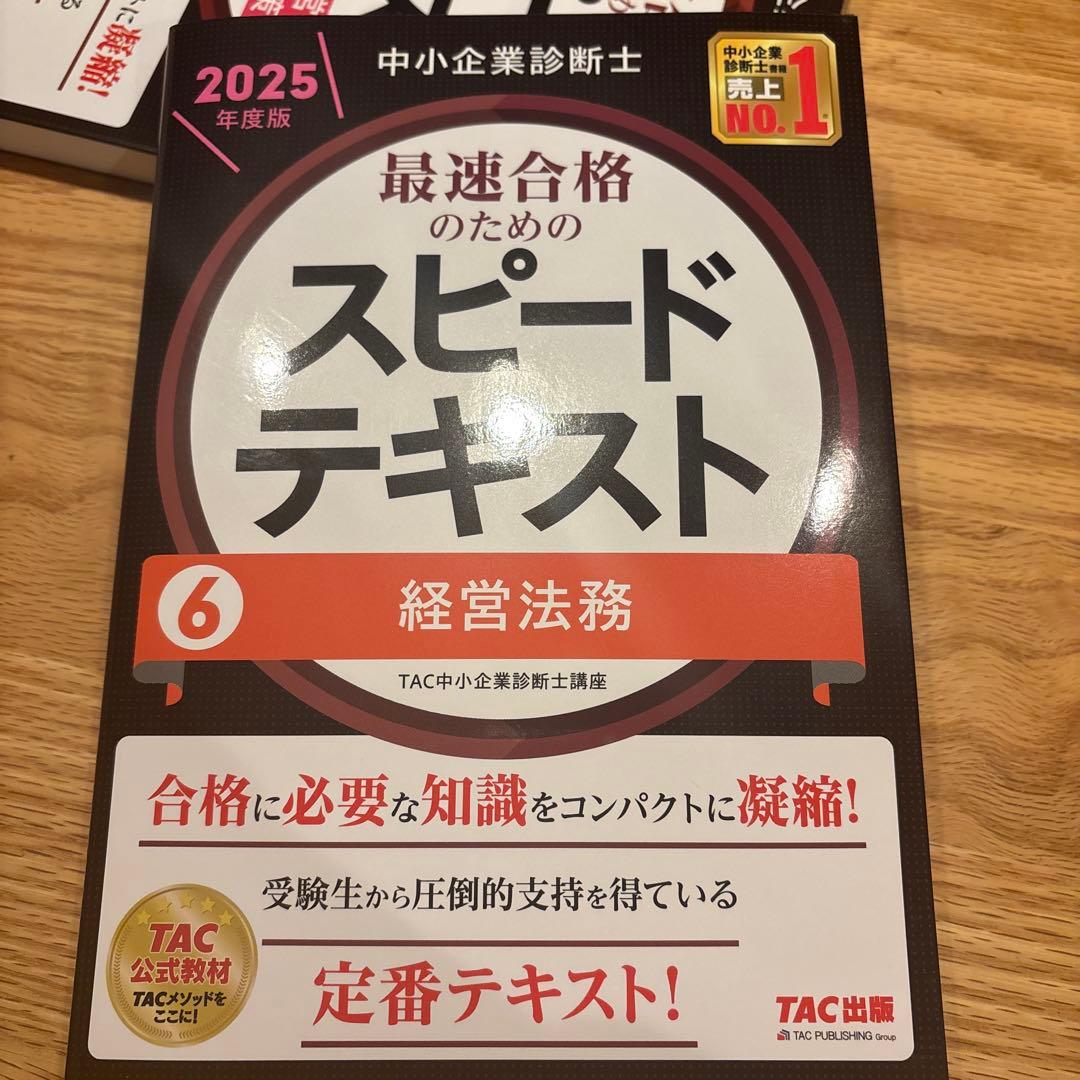 に凝縮!
2025
年度版
中小企業診断士
中小企業
診断士書籍
売上
NO.1
最速合格
のための
スピード
テキスト
6 経営法務
TAC中小企業診断士講座
合格に必要な知識をコンパクトに凝縮!
受験生から圧倒的支持を得ている
定番テキスト!
TAC
公式教材
TACメソッドを
ここに!
TAC出版
TAC PUBLISHING Group